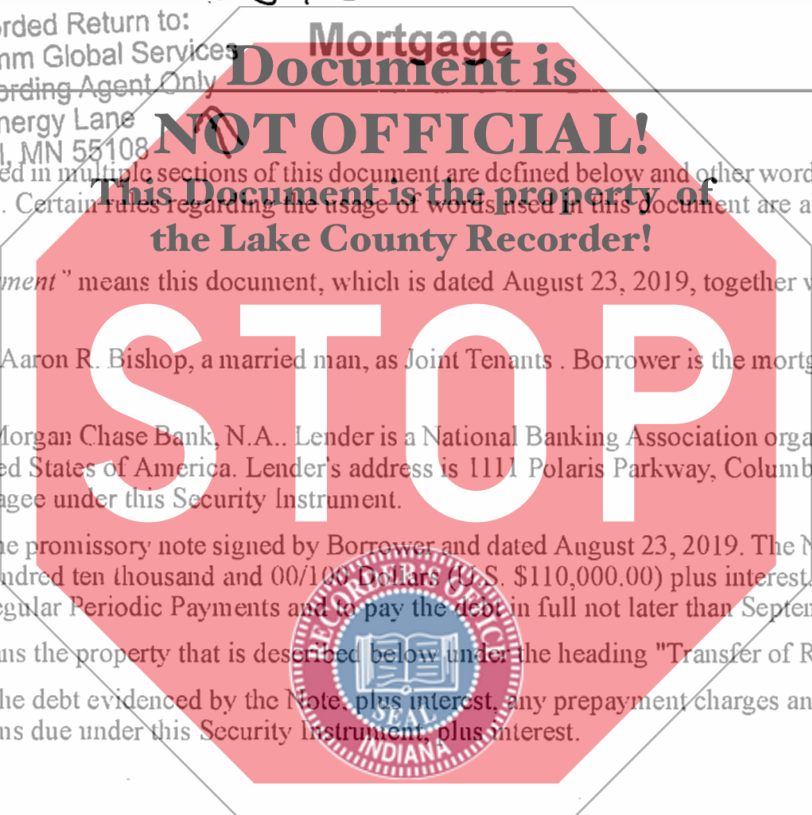 orded Return to:
Mortgage
mm Global Services
Document is
ording Agent Only
nergy Lane
NOT OFFICIAL!
l, MN 55108
ed in multiple sections of this document are defined below and other word
This Document is the property of
. Certain rules regarding the usage of words used in this document are a
the Lake County Recorder!
ment" means this document, which is dated August 23, 2019, together w
STOP
Aaron R. Bishop, a married man, as Joint Tenants . Borrower is the mortg
Morgan Chase Bank, N.A.. Lender is a National Banking Association orga
ed States of America. Lender's address is 1111 Polaris Parkway, Columb
agee under this Security Instrument.
he promissory note signed by Borrower and dated August 23, 2019. The N
ndred ten thousand and 00/100 Dollars (U.S. $110,000.00) plus interest.
egular Periodic Payments and to pay the debt in full not later than Septem
ns the property that is described below under the heading "Transfer of R
he debt evidenced by the Note, plus interest, any prepayment charges an
ms due under this Security Instrument, plus interest.
RECORDER'S OFFICE
SEAL
INDIANA